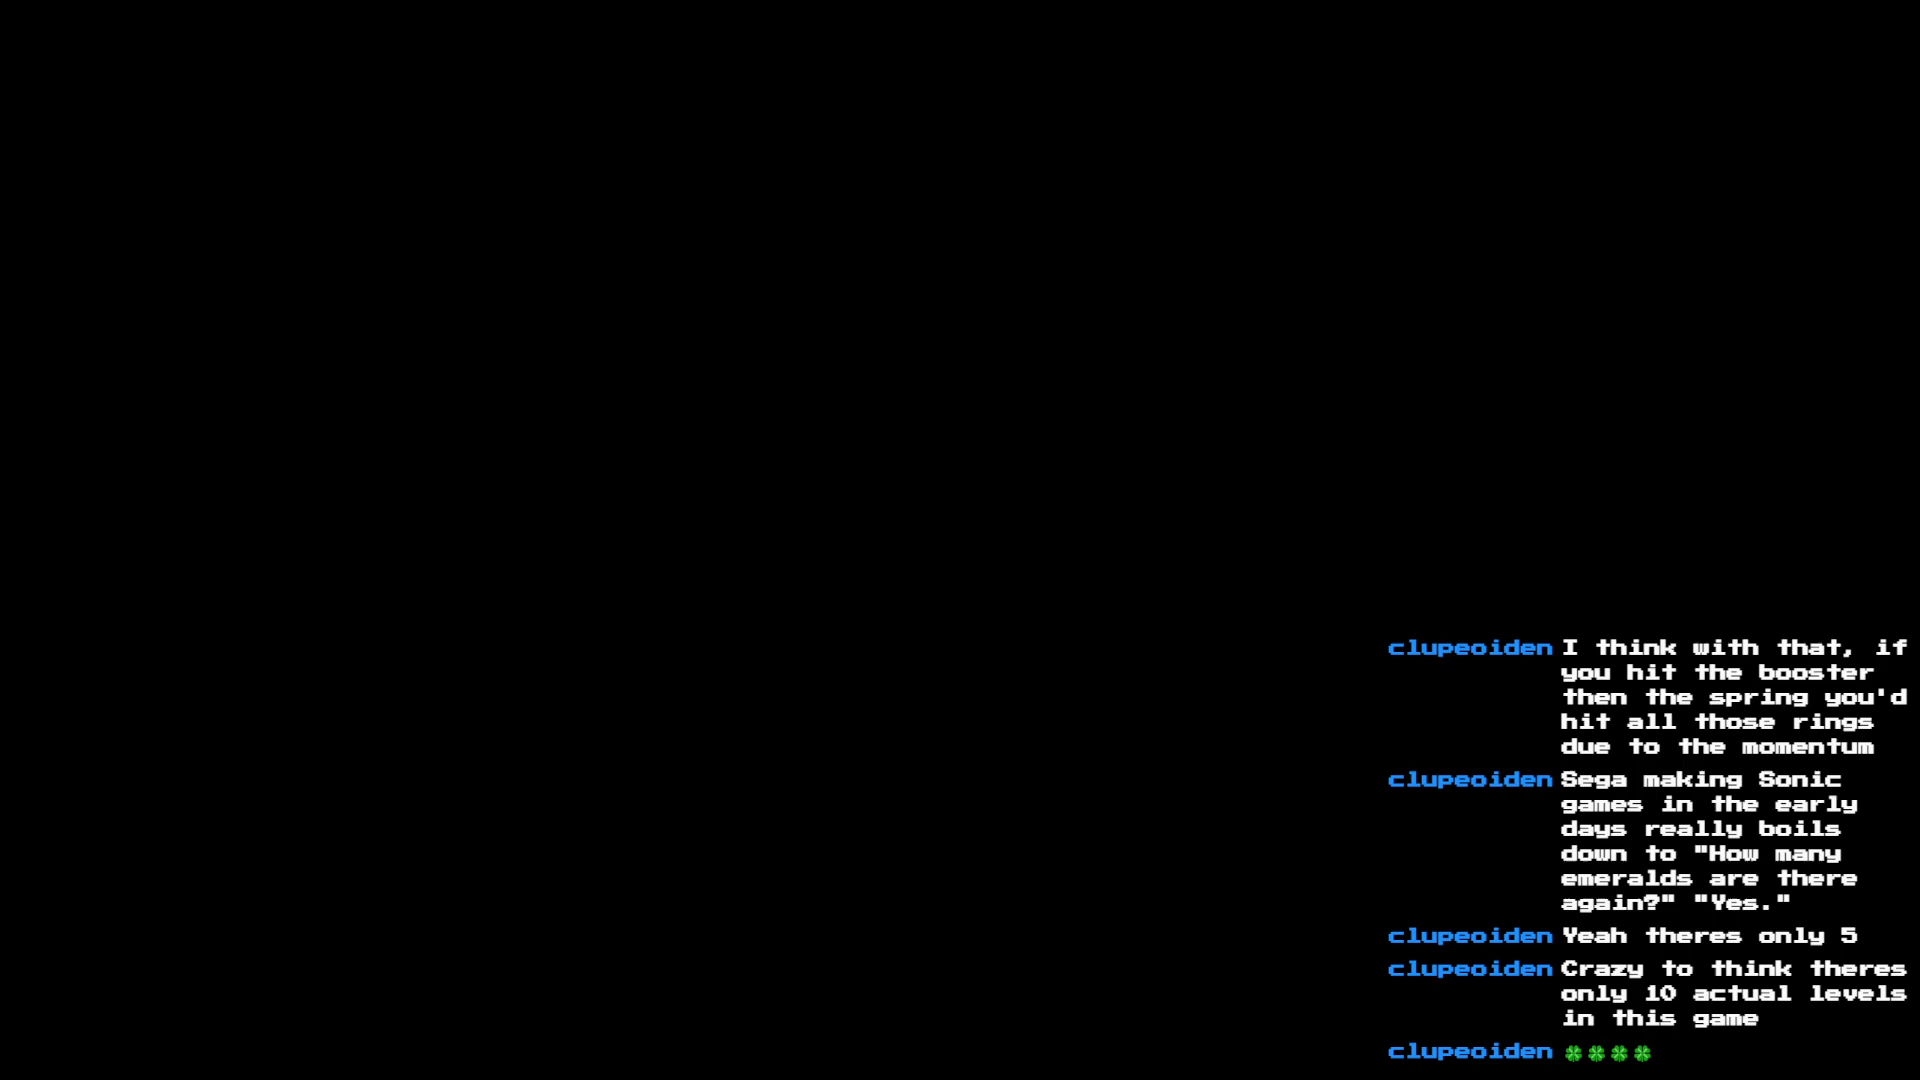 clupeoiden I think with that, if
you hit the booster
then the spring you'd
hit all those rings
due to the momentum
clupeoiden Sega making Sonic
games in the early
days really boils
down to "How many
emeralds are there
again?" "Yes."
clupeoiden Yeah theres only 5
clupeoiden Crazy to think theres
only 10 actual levels
in this game
clupeoiden 🍀🍀🍀🍀